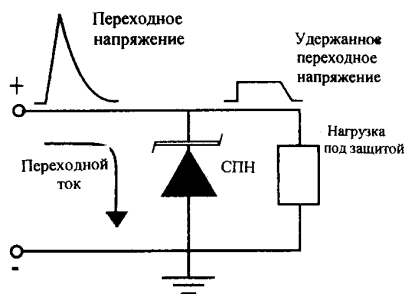 Переходное
напряжение
Удержанное
переходное
напряжение
+
Нагрузка
под защитой
Переходной
ток
СПН
-